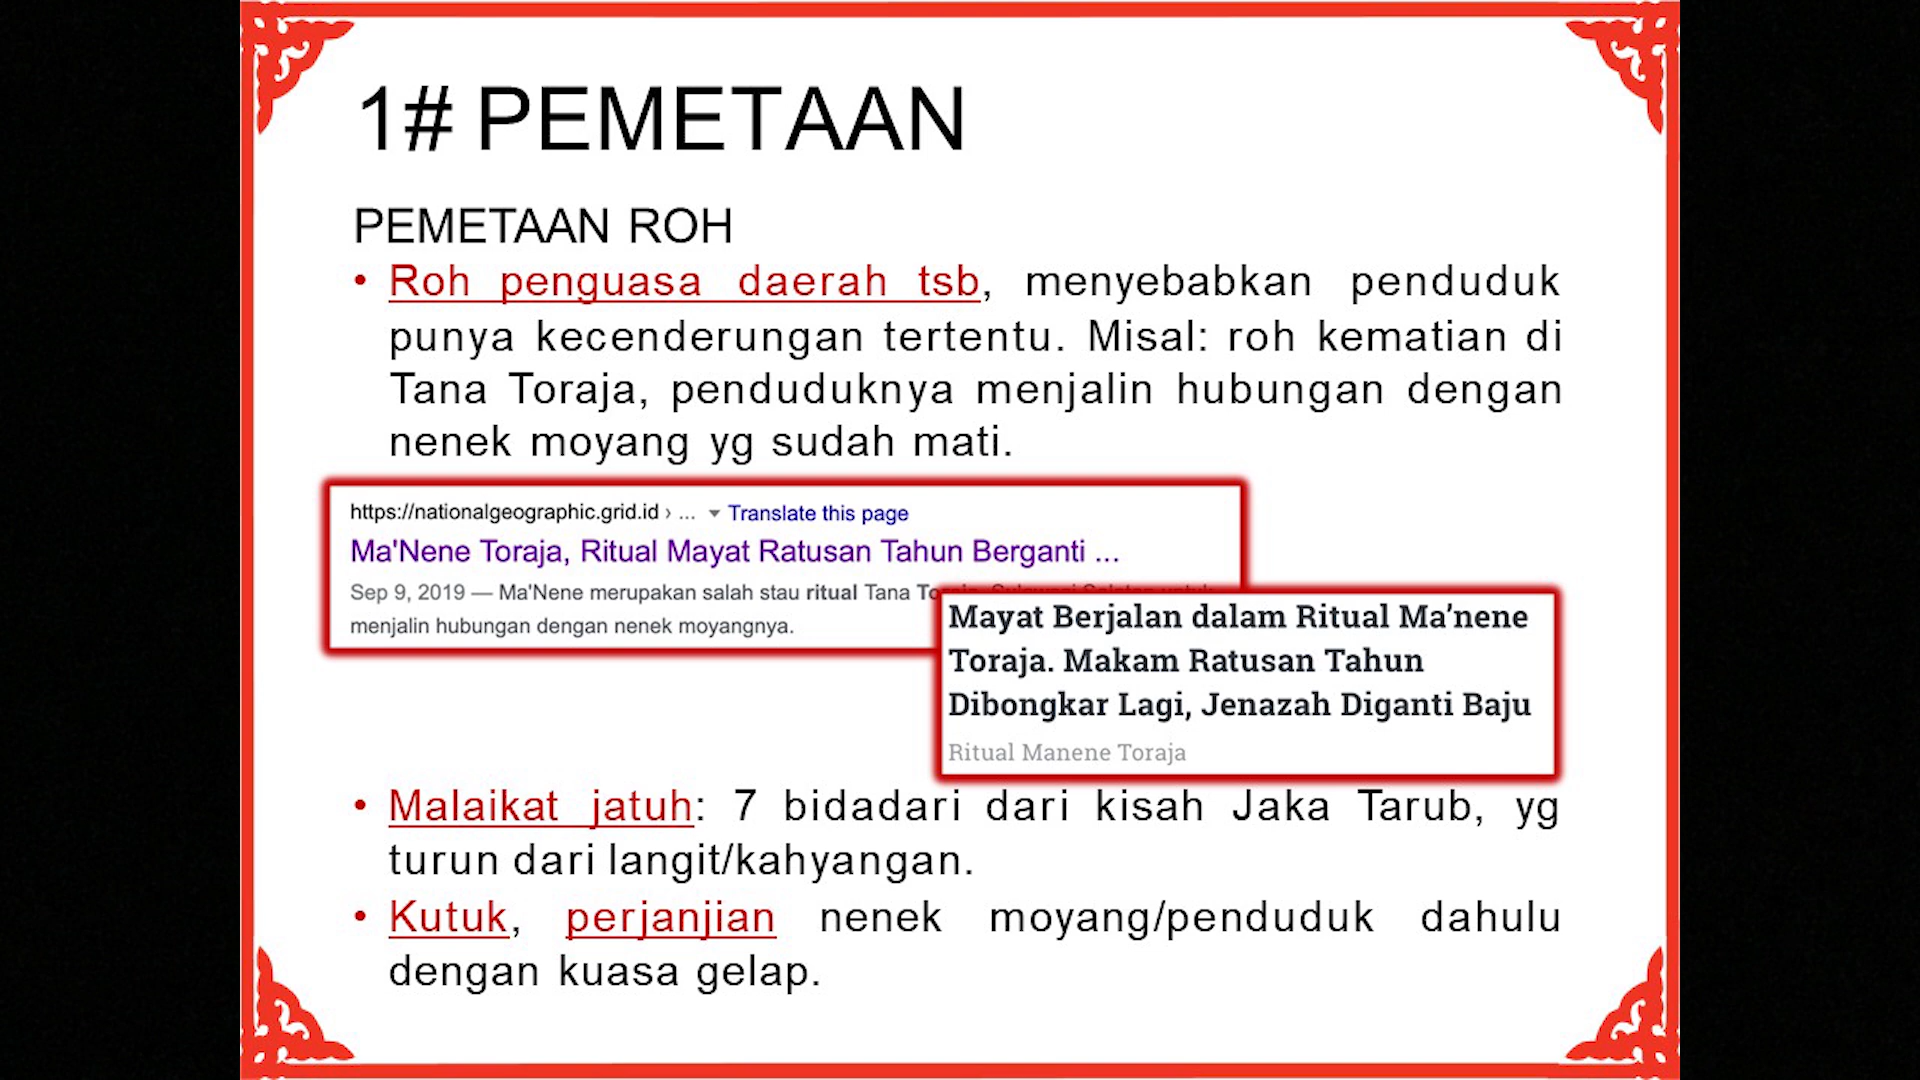 1# PEMETAAN
PEMETAAN ROH
• Roh penguasa daerah tsb, menyebabkan penduduk
punya kecenderungan tertentu. Misal: roh kematian di
Tana Toraja, penduduknya menjalin hubungan dengan
nenek moyang yg sudah mati.
https://nationalgeographic.grid.id › ... ▾ Translate this page
Ma'Nene Toraja, Ritual Mayat Ratusan Tahun Berganti ...
Sep 9, 2019 — Ma'Nene merupakan salah stau ritual Tana
menjalin hubungan dengan nenek moyangnya.
Mayat Berjalan dalam Ritual Ma’nene
Toraja. Makam Ratusan Tahun
Dibongkar Lagi, Jenazah Diganti Baju
Ritual Manene Toraja
• Malaikat jatuh: 7 bidadari dari kisah Jaka Tarub, yg
turun dari langit/kahyangan.
• Kutuk, perjanjian nenek moyang/penduduk dahulu
dengan kuasa gelap.